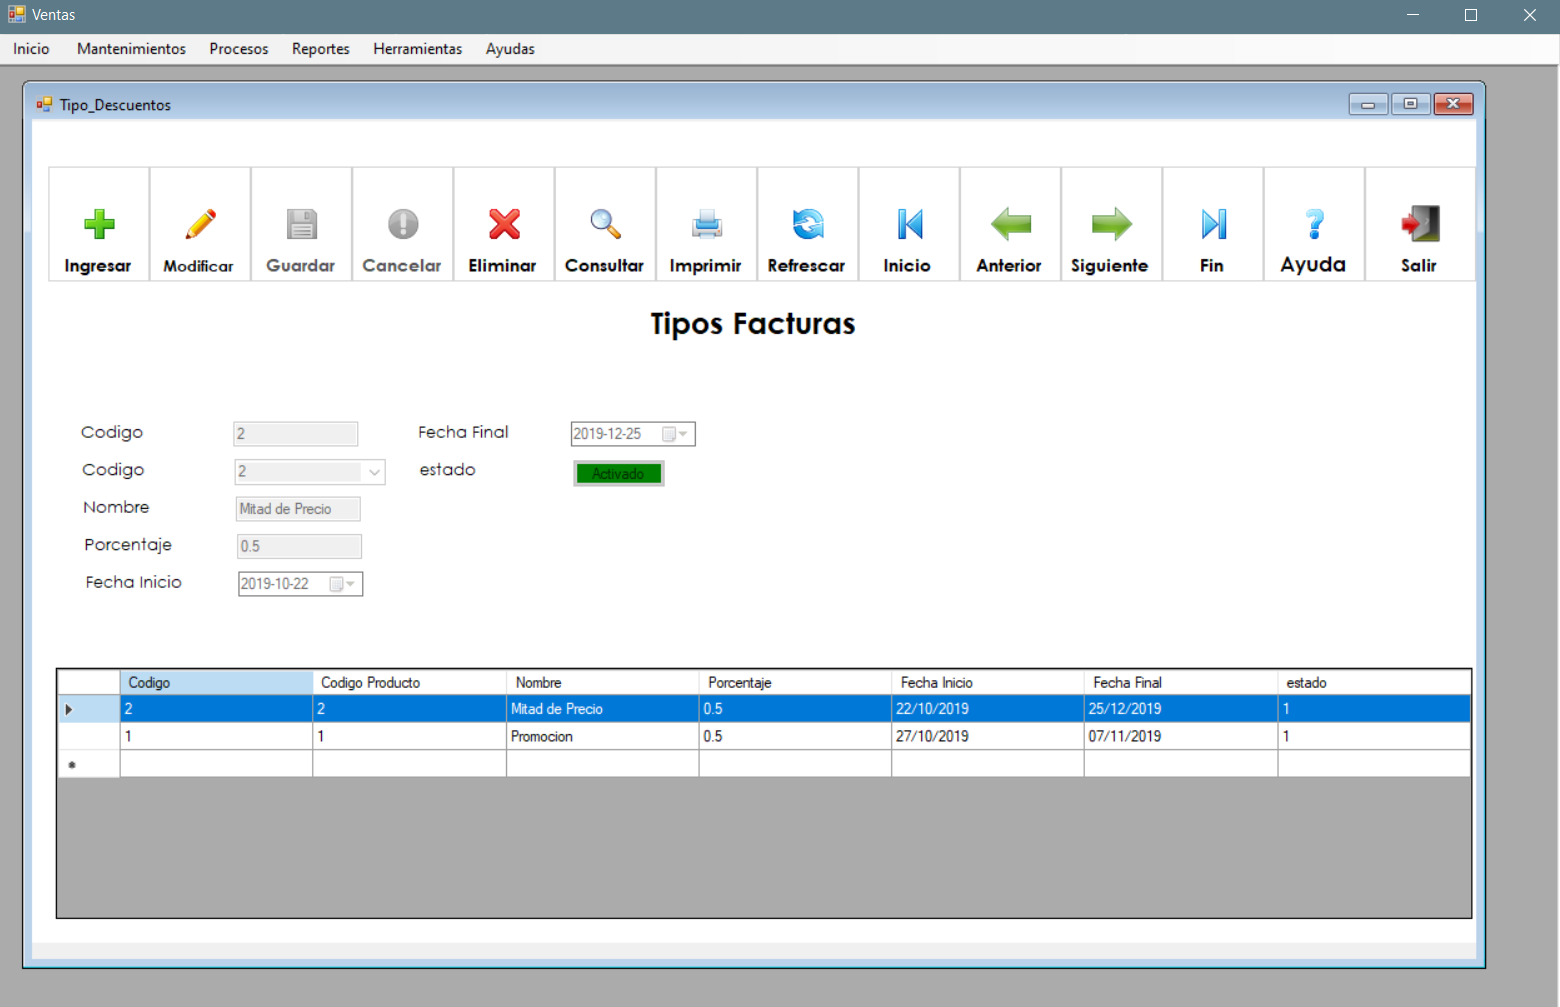 Ventas
Inicio Mantenimientos Procesos Reportes Herramientas Ayudas
Tipo_Descuentos
Ingresar Modificar Guardar Cancelar Eliminar Consultar Imprimir Refrescar Inicio Anterior Siguiente Fin Ayuda Salir
Tipos Facturas
Codigo 2 Fecha Final 2019-12-25
Codigo 2 estado Activado
Nombre Mitad de Precio
Porcentaje 0.5
Fecha Inicio 2019-10-22
Codigo Codigo Producto Nombre Porcentaje Fecha Inicio Fecha Final estado
2 2 Mitad de Precio 0.5 22/10/2019 25/12/2019 1
1 1 Promocion 0.5 27/10/2019 07/11/2019 1